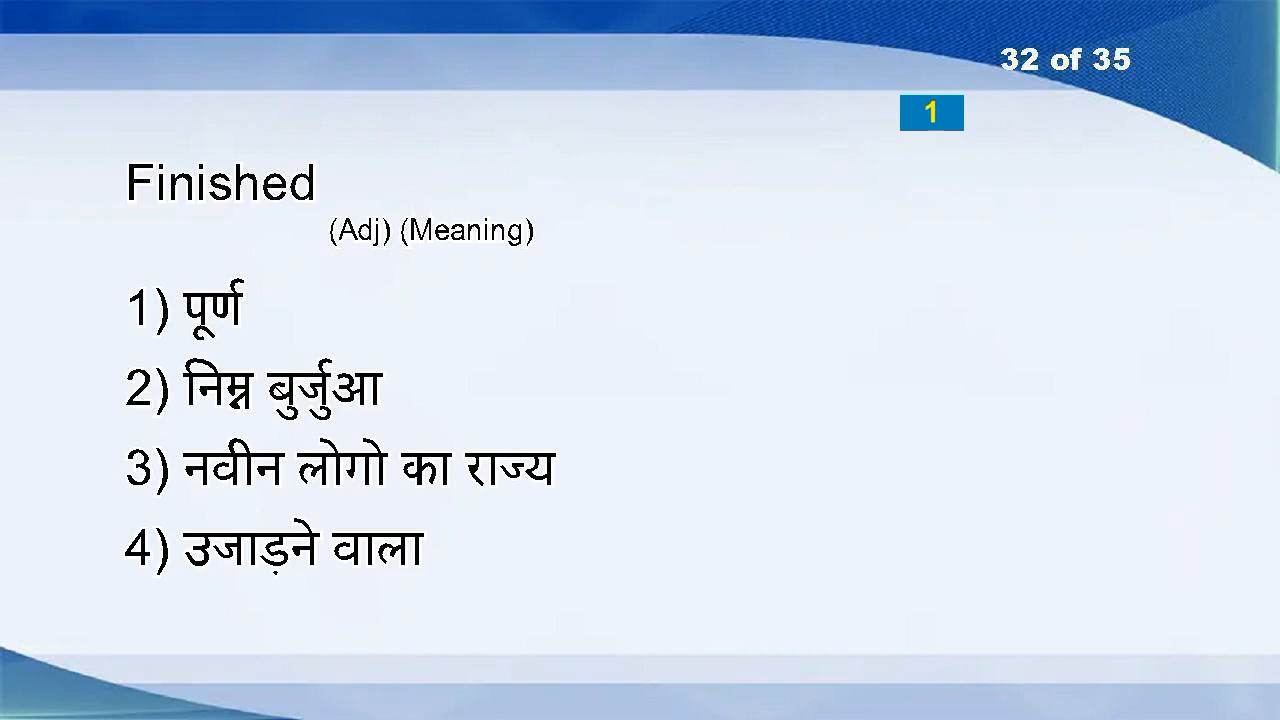 32 of 35
1
Finished
(Adj) (Meaning)
1) पूर्ण
2) निम्न बुर्जुआ
3) नवीन लोगो का राज्य
4) उजाड़ने वाला